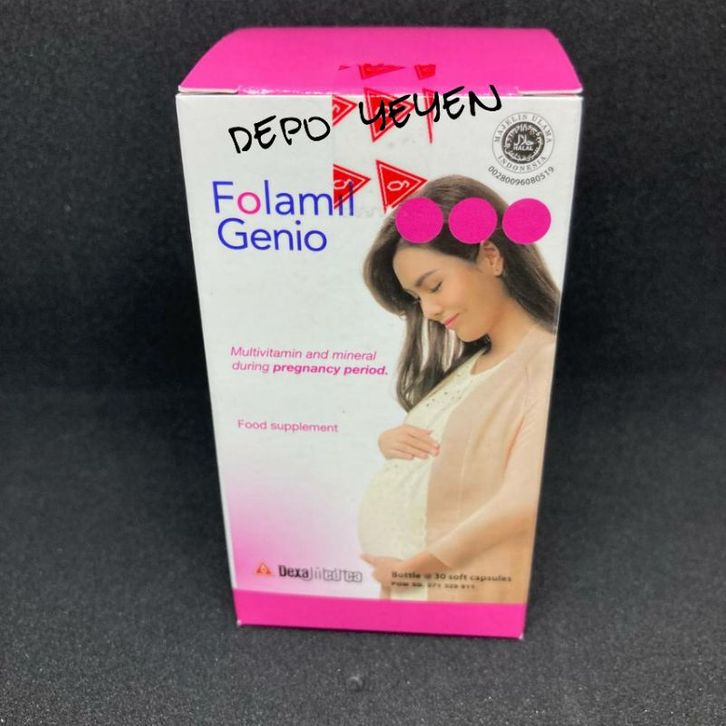 DEPO YEYEN
MAJELIS ULAMA
HALAL
INDONESIA
00280096080519
Folamil
Genio
Multivitamin and mineral
during pregnancy period.
Food supplement
Dexa Medica
Bottle @ 30 soft capsules